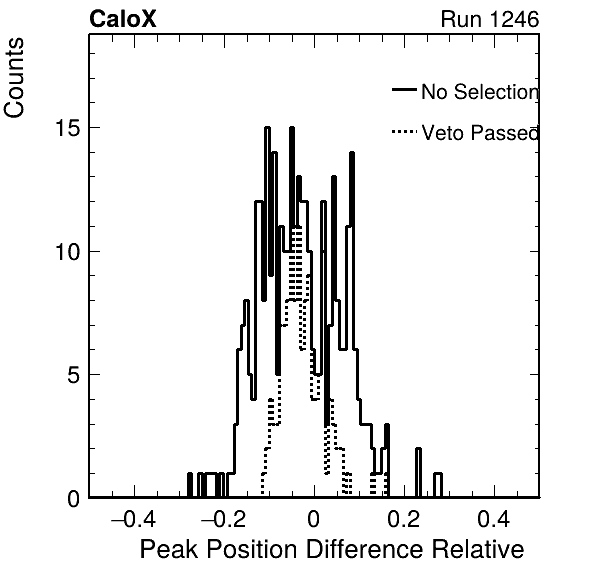 CaloX Run 1246
Counts
No Selection
Veto Passed
15
10
5
0
−0.4 −0.2 0 0.2 0.4
Peak Position Difference Relative